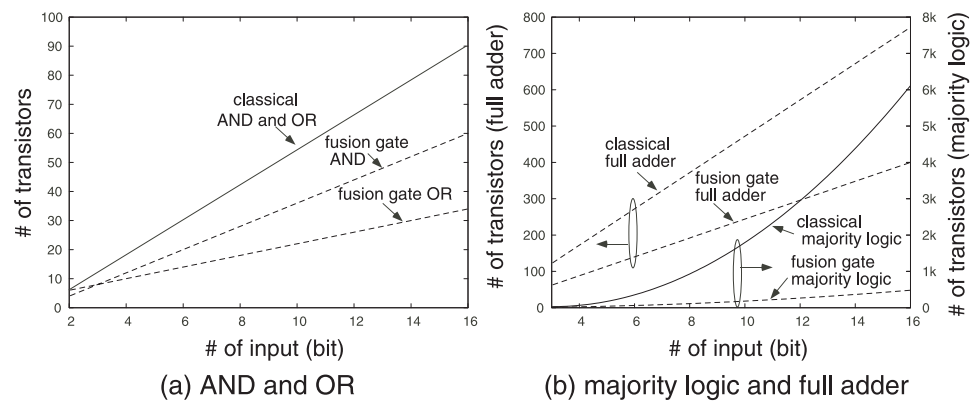 # of transistors
100
90
80
70
60
50
40
30
20
10
0
2
4
6
8
10
12
14
16
# of input (bit)
classical
AND and OR
fusion gate
AND
fusion gate OR
(a) AND and OR
# of transistors (full adder)
800
700
600
500
400
300
200
100
0
4
6
8
10
12
14
16
# of input (bit)
8k
7k
6k
5k
4k
3k
2k
1k
0
# of transistors (majority logic)
classical
full adder
fusion gate
full adder
classical
majority logic
fusion gate
majority logic
(b) majority logic and full adder